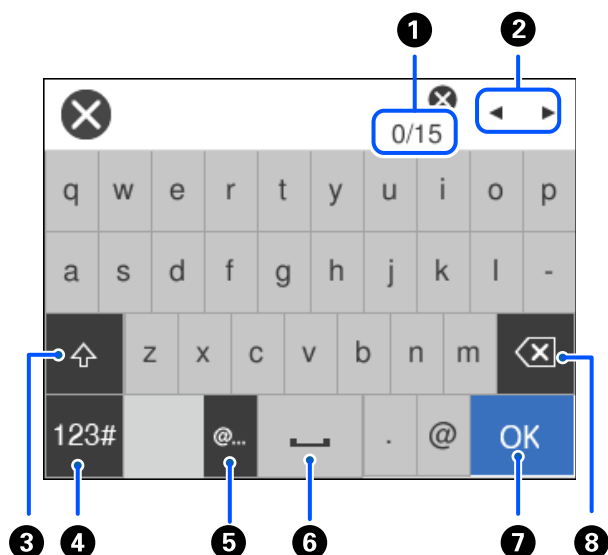 1 2
0/15
q w e r t y u i o p
a s d f g h j k l -
z x c v b n m
123# @... . @ OK
3 4 5 6 7 8